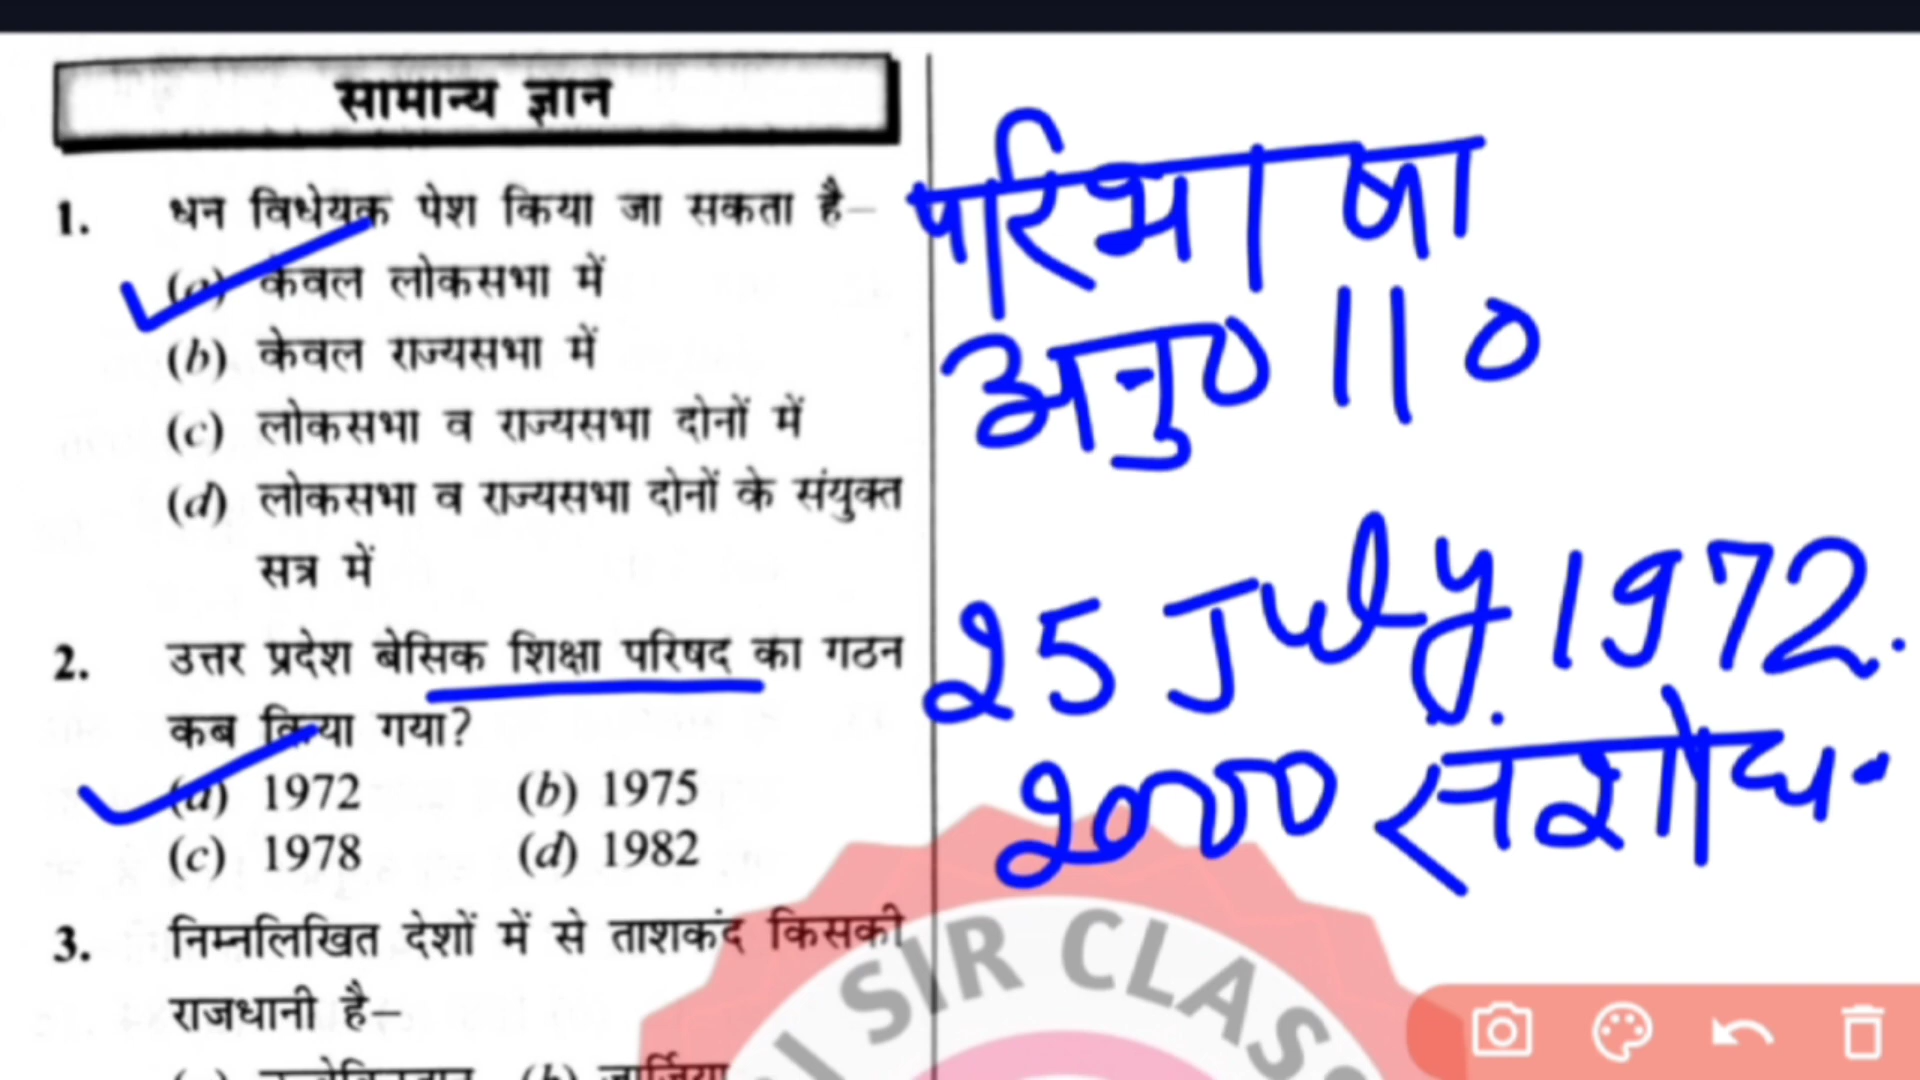 सामान्य ज्ञान
1. धन विधेयक पेश किया जा सकता है–
(a) केवल लोकसभा में
(b) केवल राज्यसभा में
(c) लोकसभा व राज्यसभा दोनों में
(d) लोकसभा व राज्यसभा दोनों के संयुक्त
सत्र में
2. उत्तर प्रदेश बेसिक शिक्षा परिषद का गठन
कब किया गया?
(a) 1972 (b) 1975
(c) 1978 (d) 1982
3. निम्नलिखित देशों में से ताशकंद किसकी
राजधानी है–
(b) जार्जिया
परिभाषा
अनु० 110
25 July 1972.
2000 संशोध
SIR CLASS